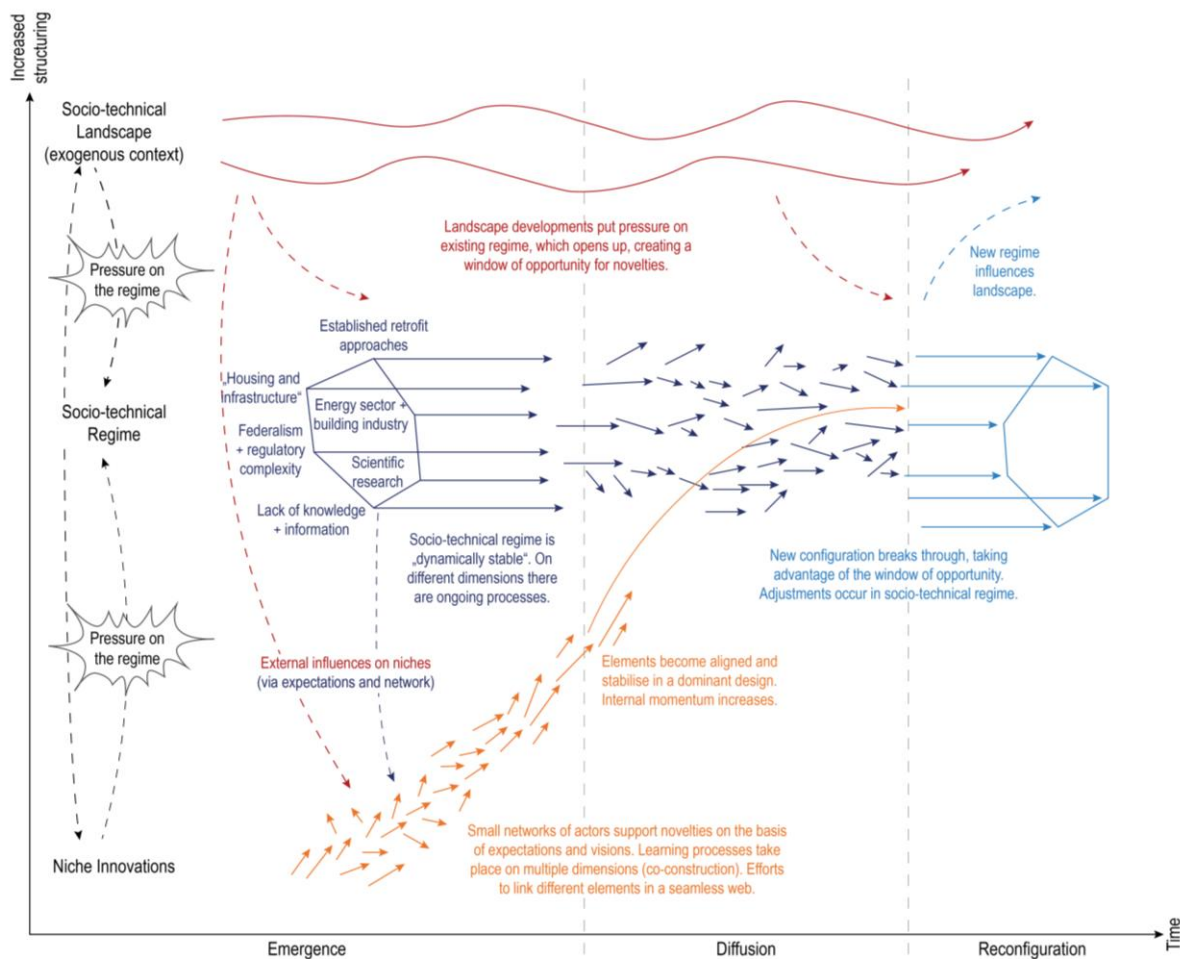 Increased
structuring
Socio-technical
Landscape
(exogenous context)
Pressure on
the regime
Landscape developments put pressure on
existing regime, which opens up, creating a
window of opportunity for novelties.
New regime
influences
landscape.
Established retrofit
approaches
„Housing and
infrastructure“
Energy sector +
building industry
Socio-technical
Regime
Federalism
+ regulatory
complexity
Scientific
research
Lack of knowledge
+ information
Socio-technical regime is
„dynamically stable“. On
different dimensions there
are ongoing processes.
New configuration breaks through, taking
advantage of the window of opportunity.
Adjustments occur in socio-technical regime.
Pressure on
the regime
External influences on niches
(via expectations and network)
Elements become aligned and
stabilise in a dominant design.
Internal momentum increases.
Small networks of actors support novelties on the basis
of expectations and visions. Learning processes take
place on multiple dimensions (co-construction). Efforts
to link different elements in a seamless web.
Niche Innovations
Emergence
Diffusion
Reconfiguration
Time